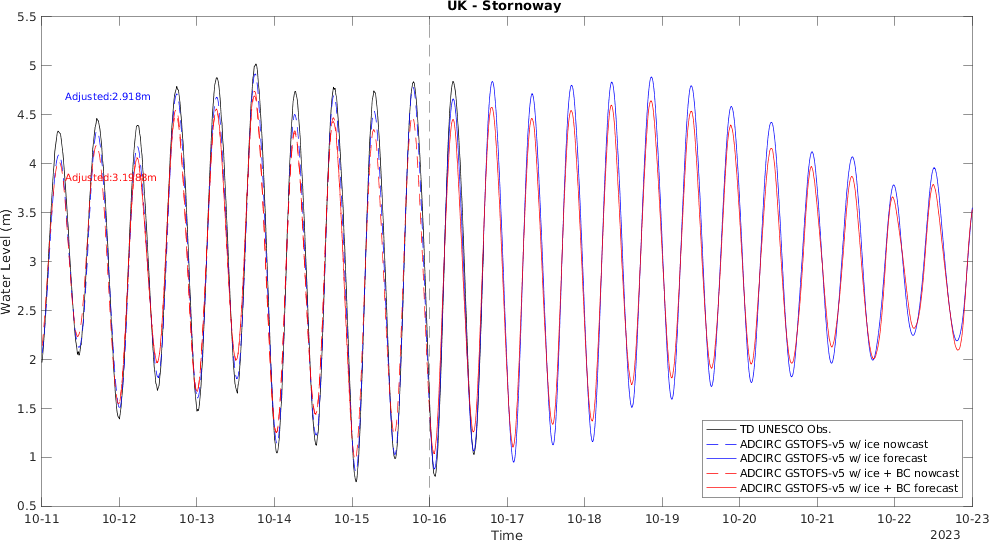 UK - Stornoway
5.5
5
4.5
4
3.5
3
2.5
2
1.5
1
0.5
Water Level (m)
Adjusted:2.918m
Adjusted:3.1988m
TD UNESCO Obs.
ADCIRC GSTOFS-v5 w/ ice nowcast
ADCIRC GSTOFS-v5 w/ ice forecast
ADCIRC GSTOFS-v5 w/ ice + BC nowcast
ADCIRC GSTOFS-v5 w/ ice + BC forecast
10-11 10-12 10-13 10-14 10-15 10-16 10-17 10-18 10-19 10-20 10-21 10-22 10-23
Time
2023